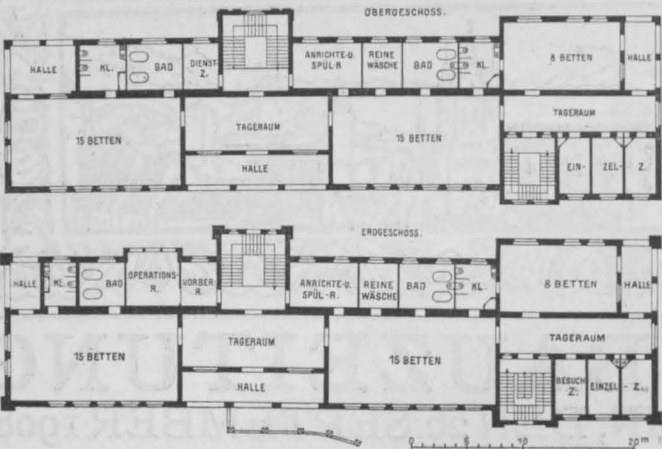 OBERGESCHOSS.
HALLE
KL.
BAD
DIENST-
Z.
ANRICHTE-U.
SPÜL-R.
REINE
WÄSCHE
BAD
KL.
8 BETTEN
HALLE
15 BETTEN
TAGERAUM
HALLE
15 BETTEN
TAGERAUM
EIN-
ZEL-
Z.
ERDGESCHOSS.
HALLE
KL.
BAD
OPERATIONS-
R.
VORBER.
R.
ANRICHTE-U.
SPÜL-R.
REINE
WÄSCHE
BAD
KL.
8 BETTEN
HALLE
15 BETTEN
TAGERAUM
HALLE
15 BETTEN
TAGERAUM
BESUCH
Z.
EINZEL
-Z.
0 5 10 20 m